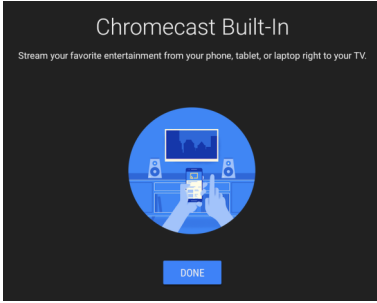 Chromecast Built-In
Stream your favorite entertainment from your phone, tablet, or laptop right to your TV.
DONE